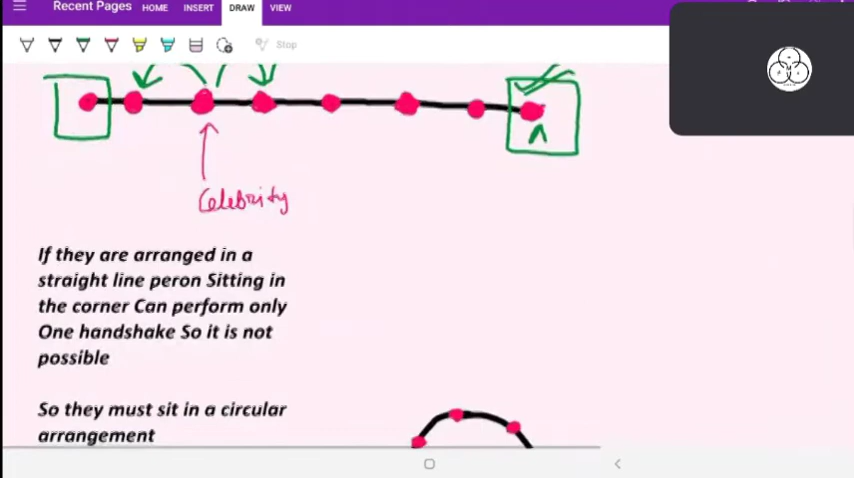 Recent Pages HOME INSERT DRAW VIEW
Stop
Celebrity
If they are arranged in a
straight line peron Sitting in
the corner Can perform only
One handshake So it is not
possible
So they must sit in a circular
arrangement